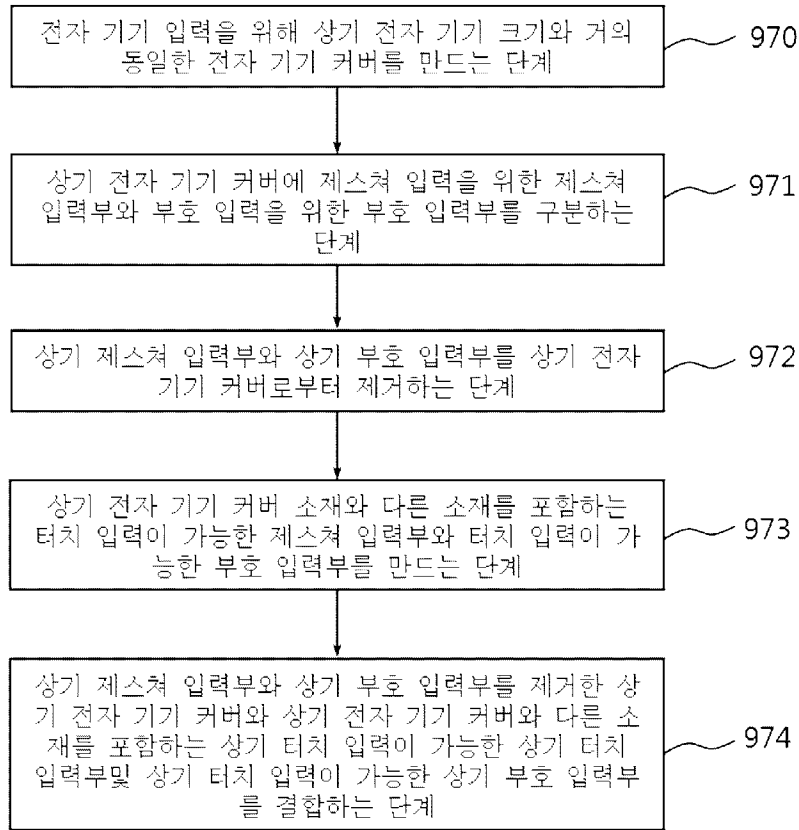 전자 기기 입력을 위해 상기 전자 기기 크기와 거의
동일한 전자 기기 커버를 만드는 단계
970
상기 전자 기기 커버에 제스쳐 입력을 위한 제스쳐
입력부와 부호 입력을 위한 부호 입력부를 구분하는
단계
971
상기 제스쳐 입력부와 상기 부호 입력부를 상기 전자
기기 커버로부터 제거하는 단계
972
상기 전자 기기 커버 소재와 다른 소재를 포함하는
터치 입력이 가능한 제스쳐 입력부와 터치 입력이 가
능한 부호 입력부를 만드는 단계
973
상기 제스쳐 입력부와 상기 부호 입력부를 제거한 상
기 전자 기기 커버와 상기 전자 기기 커버와 다른 소
재를 포함하는 상기 터치 입력이 가능한 상기 터치
입력부및 상기 터치 입력이 가능한 상기 부호 입력부
를 결합하는 단계
974